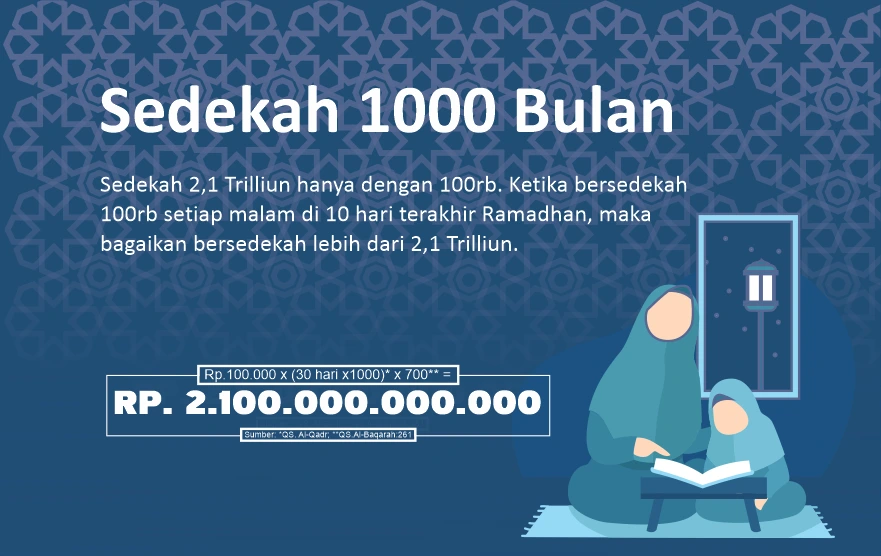 Sedekah 1000 Bulan
Sedekah 2,1 Trilliun hanya dengan 100rb. Ketika bersedekah
100rb setiap malam di 10 hari terakhir Ramadhan, maka
bagaikan bersedekah lebih dari 2,1 Trilliun.
Rp.100.000 x (30 hari x1000)* x 700** =
RP. 2.100.000.000.000
Sumber: *QS. Al-Qadr; **QS.Al-Baqarah:261